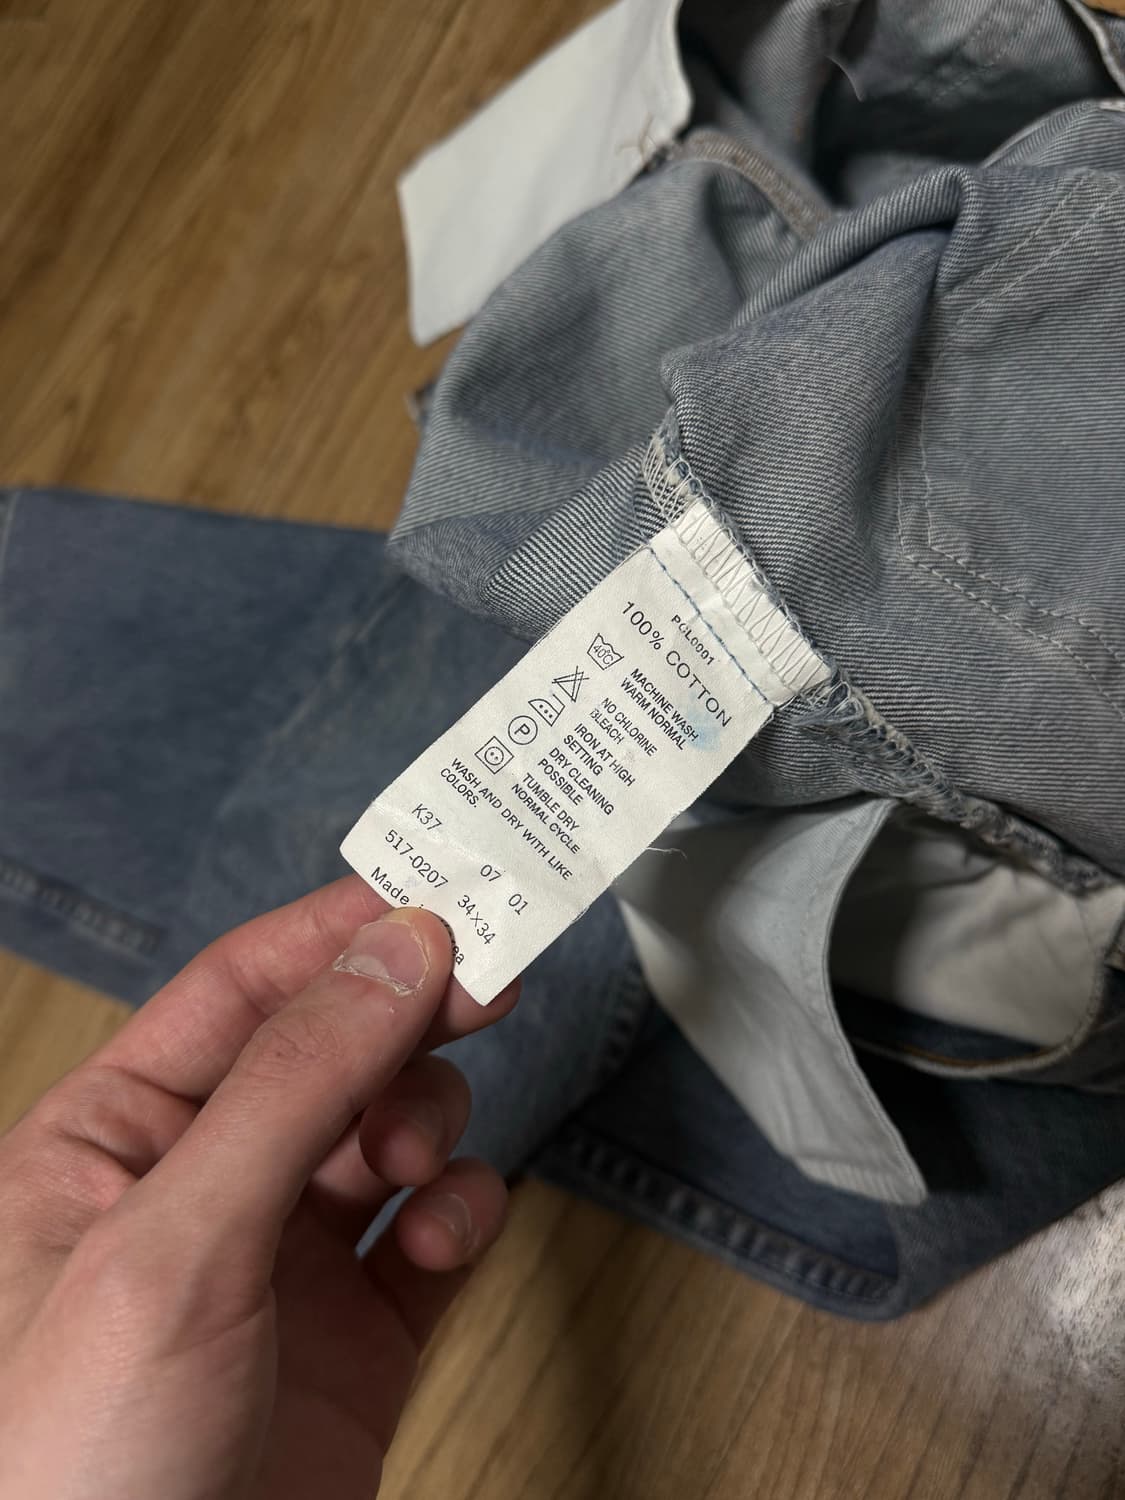 PGL0001
100% COTTON
40°C
MACHINE WASH
WARM NORMAL
NO CHLORINE
BLEACH
IRON AT HIGH
SETTING
P
DRY CLEANING
POSSIBLE
TUMBLE DRY
NORMAL CYCLE
WASH AND DRY WITH LIKE
COLORS.
K37 07 01
517-0207 34X34
Made